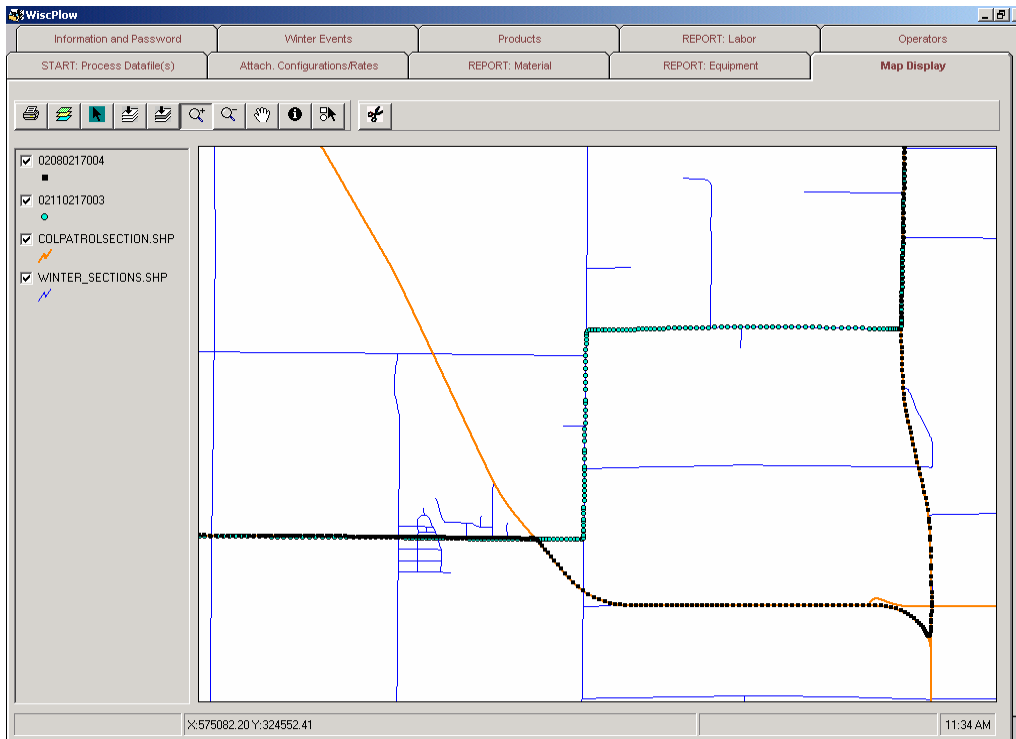 WiscPlow
Information and Password
Winter Events
Products
REPORT: Labor
Operators
START: Process Datafile(s)
Attach. Configurations/Rates
REPORT: Material
REPORT: Equipment
Map Display
02080217004
02110217003
COLPATROLSECTION.SHP
WINTER_SECTIONS.SHP
X:575082.20 Y:324552.41
11:34 AM